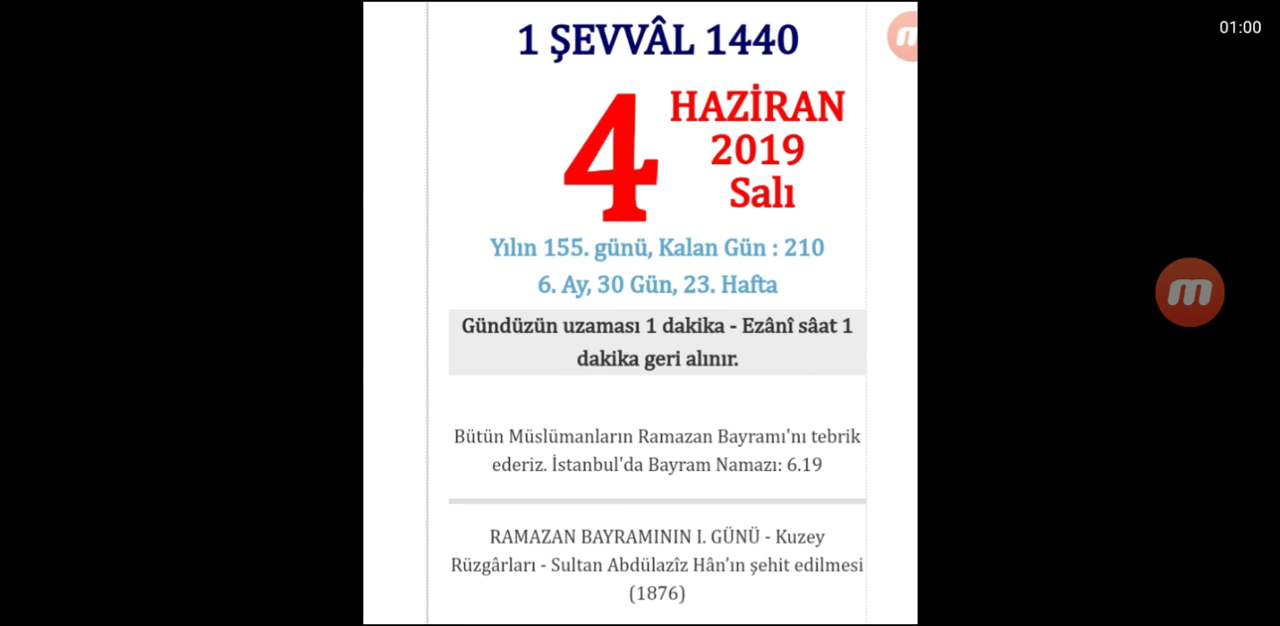 01:00
1 ŞEVVÂL 1440
4
HAZİRAN
2019
Salı
Yılın 155. günü, Kalan Gün : 210
6. Ay, 30 Gün, 23. Hafta
Gündüzün uzaması 1 dakika - Ezânî sâat 1
dakika geri alınır.
Bütün Müslümanların Ramazan Bayramı'nı tebrik
ederiz. İstanbul'da Bayram Namazı: 6.19
RAMAZAN BAYRAMININ I. GÜNÜ - Kuzey
Rüzgârları - Sultan Abdülazîz Hân'ın şehit edilmesi
(1876)